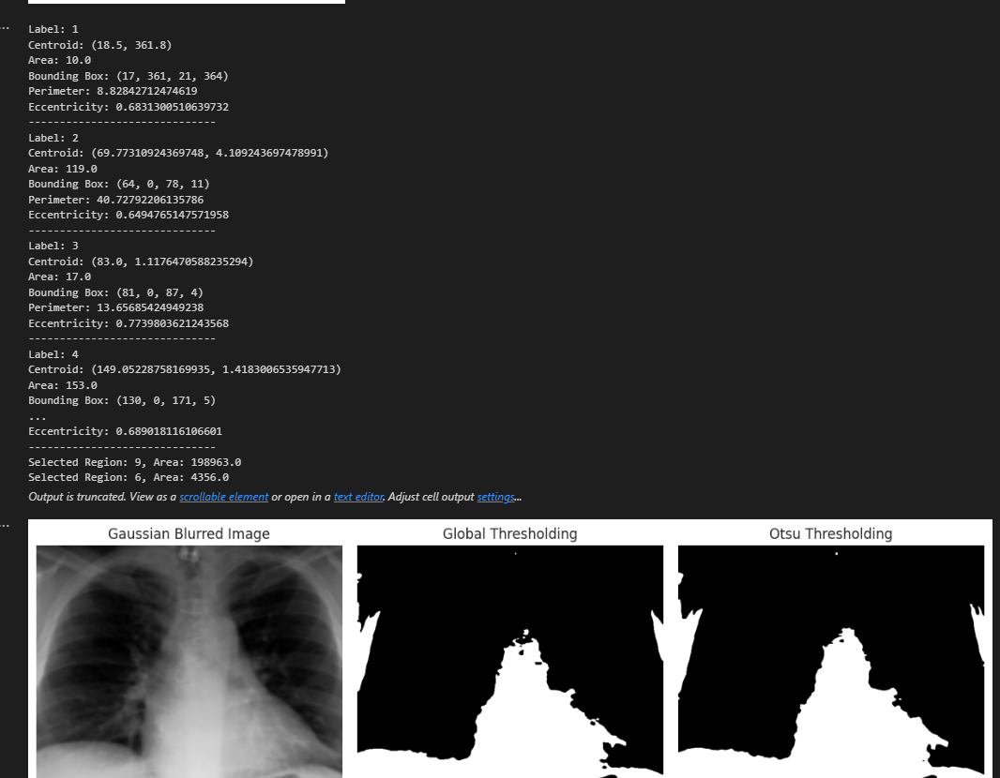 ...
Label: 1
Centroid: (18.5, 361.8)
Area: 10.0
Bounding Box: (17, 361, 21, 364)
Perimeter: 8.82842712474619
Eccentricity: 0.6831300510639732
------------------------------
Label: 2
Centroid: (69.77310924369748, 4.109243697478991)
Area: 119.0
Bounding Box: (64, 0, 78, 11)
Perimeter: 40.72792206135786
Eccentricity: 0.6494765147571958
------------------------------
Label: 3
Centroid: (83.0, 1.1176470588235294)
Area: 17.0
Bounding Box: (81, 0, 87, 4)
Perimeter: 13.65685424949238
Eccentricity: 0.7739803621243568
------------------------------
Label: 4
Centroid: (149.05228758169935, 1.4183006535947713)
Area: 153.0
Bounding Box: (130, 0, 171, 5)
...
Eccentricity: 0.689018116106601
------------------------------
Selected Region: 9, Area: 198963.0
Selected Region: 6, Area: 4356.0
Output is truncated. View as a scrollable element or open in a text editor. Adjust cell output settings...
...
Gaussian Blurred Image
Global Thresholding
Otsu Thresholding